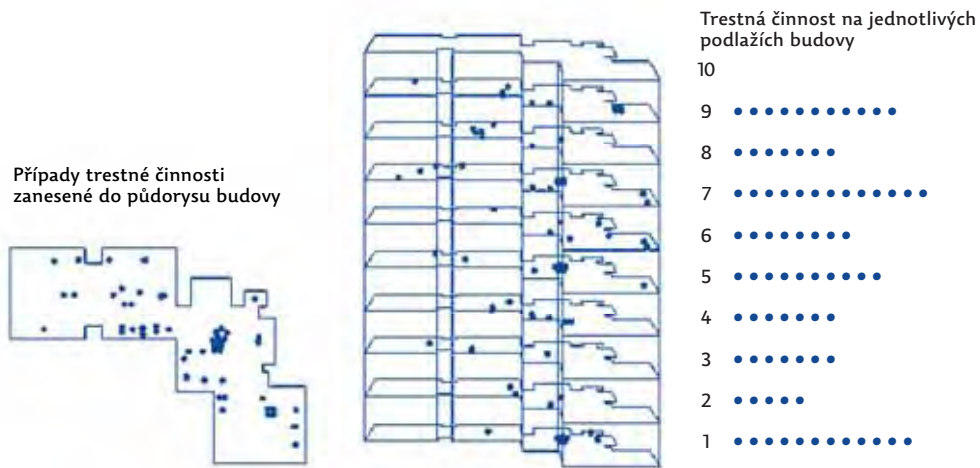 Případy trestné činnosti
zanesené do půdorysu budovy
Trestná činnost na jednotlivých
podlažích budovy
10
9
8
7
6
5
4
3
2
1